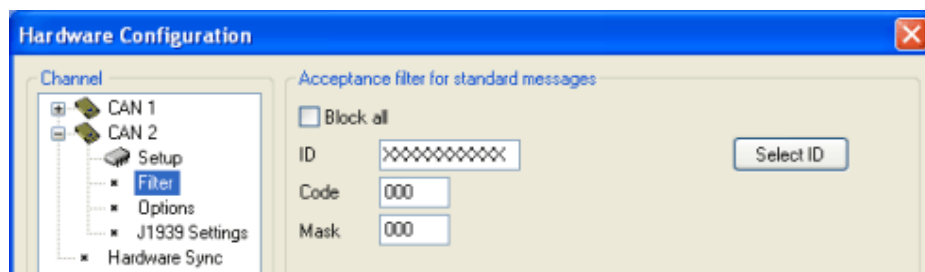 Hardware Configuration
Channel
CAN 1
CAN 2
Setup
Filter
Options
J1939 Settings
Hardware Sync
Acceptance filter for standard messages
Block all
ID XXXXXXXXXXX Select ID
Code 000
Mask 000